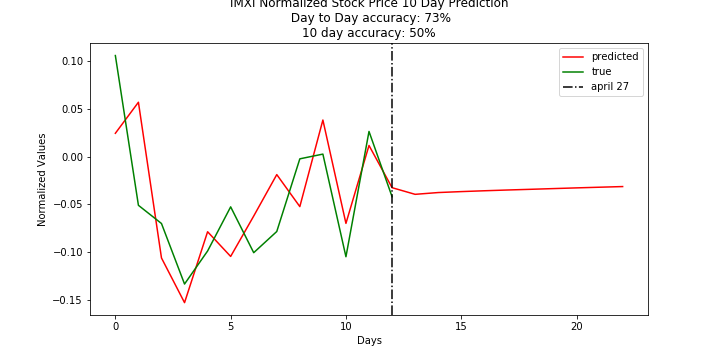 IMXI Normalized Stock Price 10 Day Prediction
Day to Day accuracy: 73%
10 day accuracy: 50%
predicted
true
april 27
Normalized Values
0.10
0.05
0.00
−0.05
−0.10
−0.15
0 5 10 15 20
Days